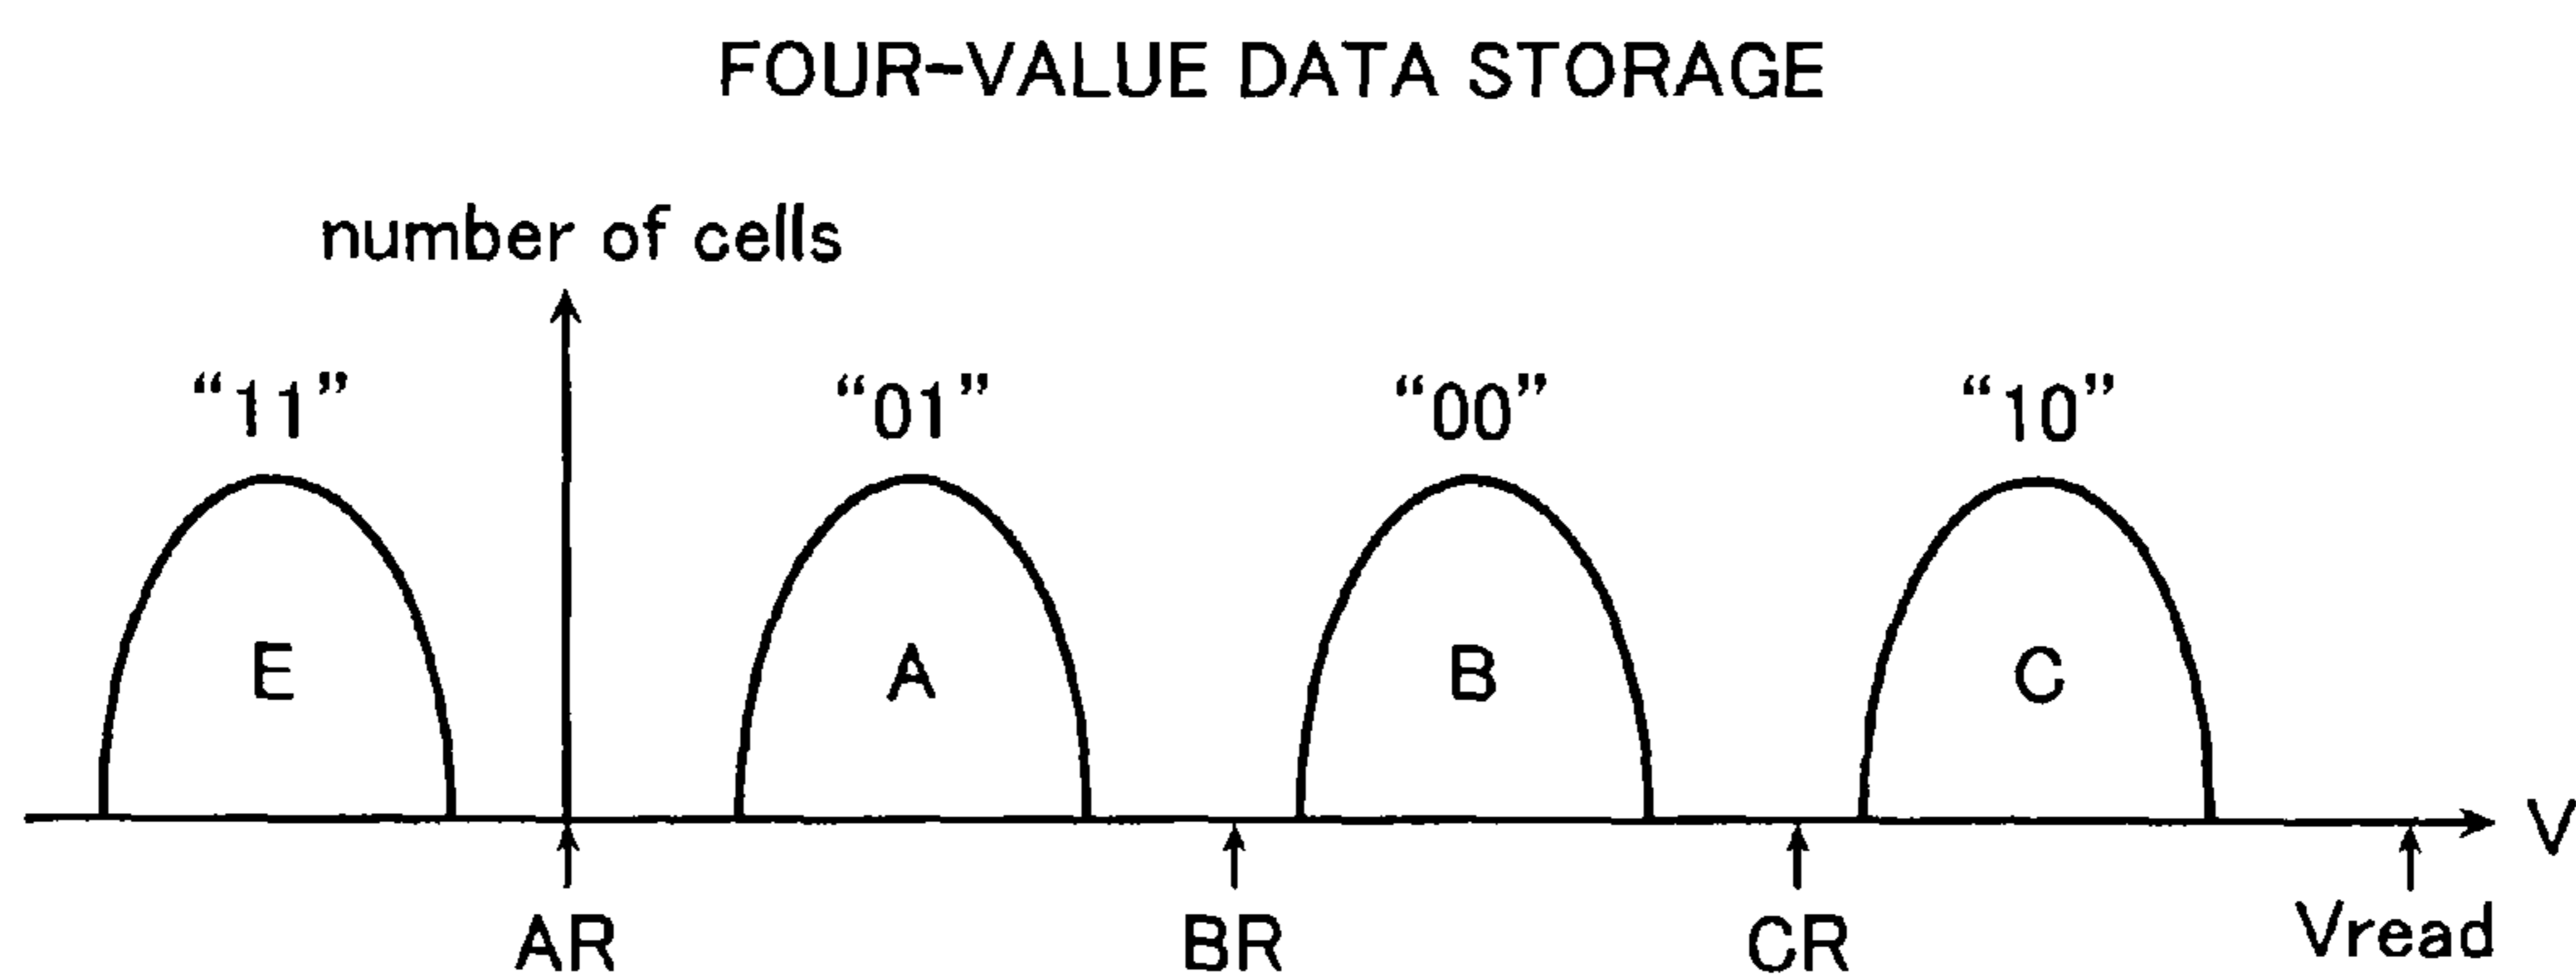 FOUR-VALUE DATA STORAGE
number of cells
“11” “01” “00” “10”
E A B C
V
AR BR CR Vread